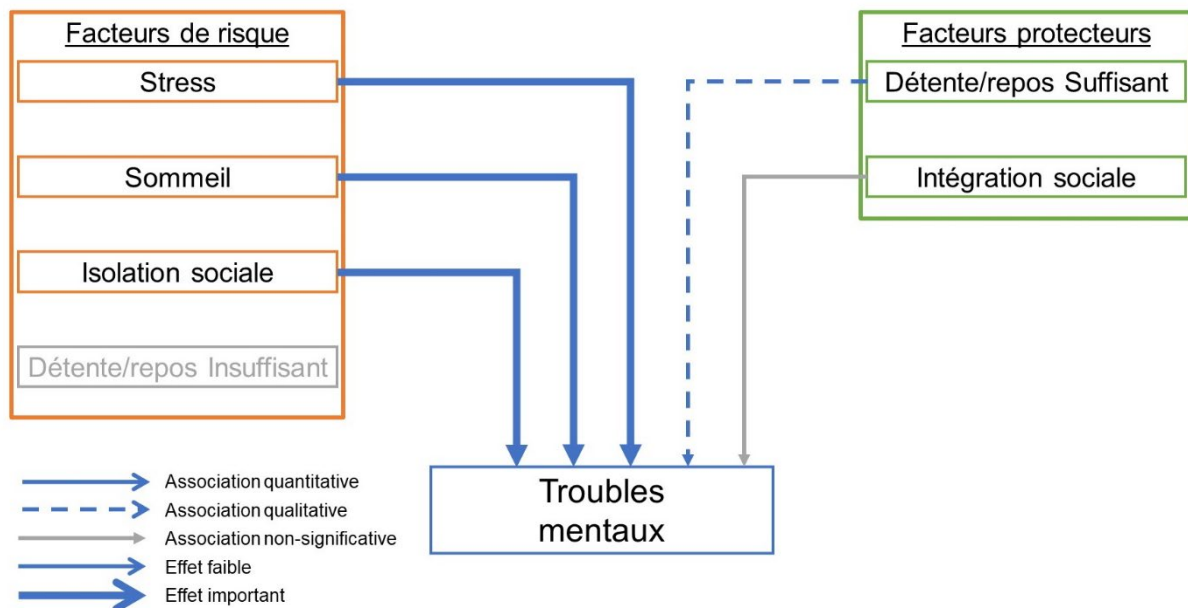 Facteurs de risque
Stress
Sommeil
Isolation sociale
Détente/repos Insuffisant
Facteurs protecteurs
Détente/repos Suffisant
Intégration sociale
Troubles
mentaux
Association quantitative
Association qualitative
Association non-significative
Effet faible
Effet important